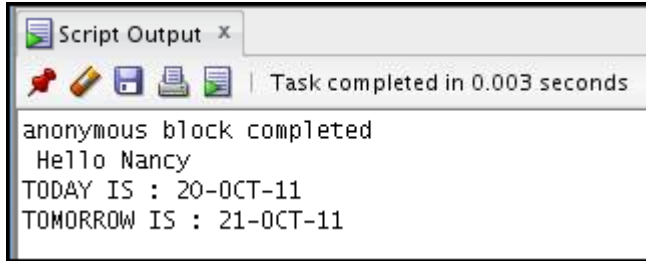 Script Output x
Task completed in 0.003 seconds
anonymous block completed
Hello Nancy
TODAY IS : 20-OCT-11
TOMORROW IS : 21-OCT-11